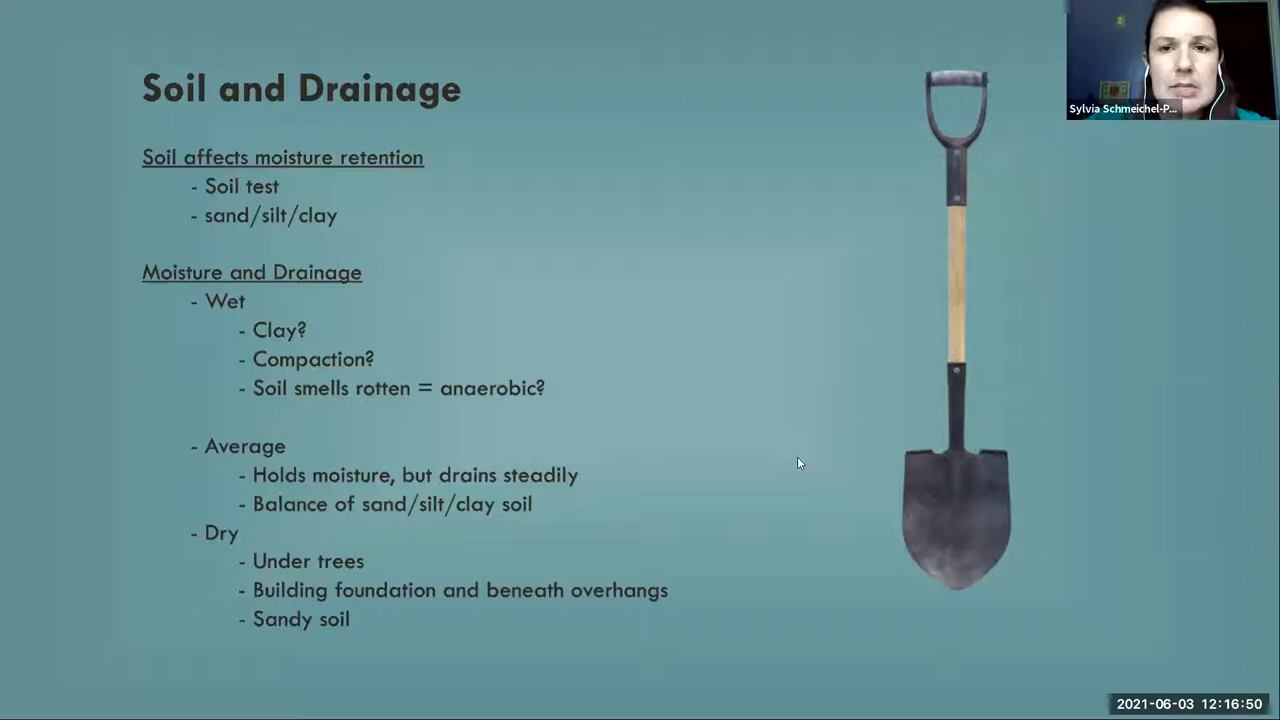 Soil and Drainage
Soil affects moisture retention
- Soil test
- sand/silt/clay
Moisture and Drainage
- Wet
- Clay?
- Compaction?
- Soil smells rotten = anaerobic?
- Average
- Holds moisture, but drains steadily
- Balance of sand/silt/clay soil
- Dry
- Under trees
- Building foundation and beneath overhangs
- Sandy soil
Sylvia Schmeichel-P...
2021-06-03 12:16:50